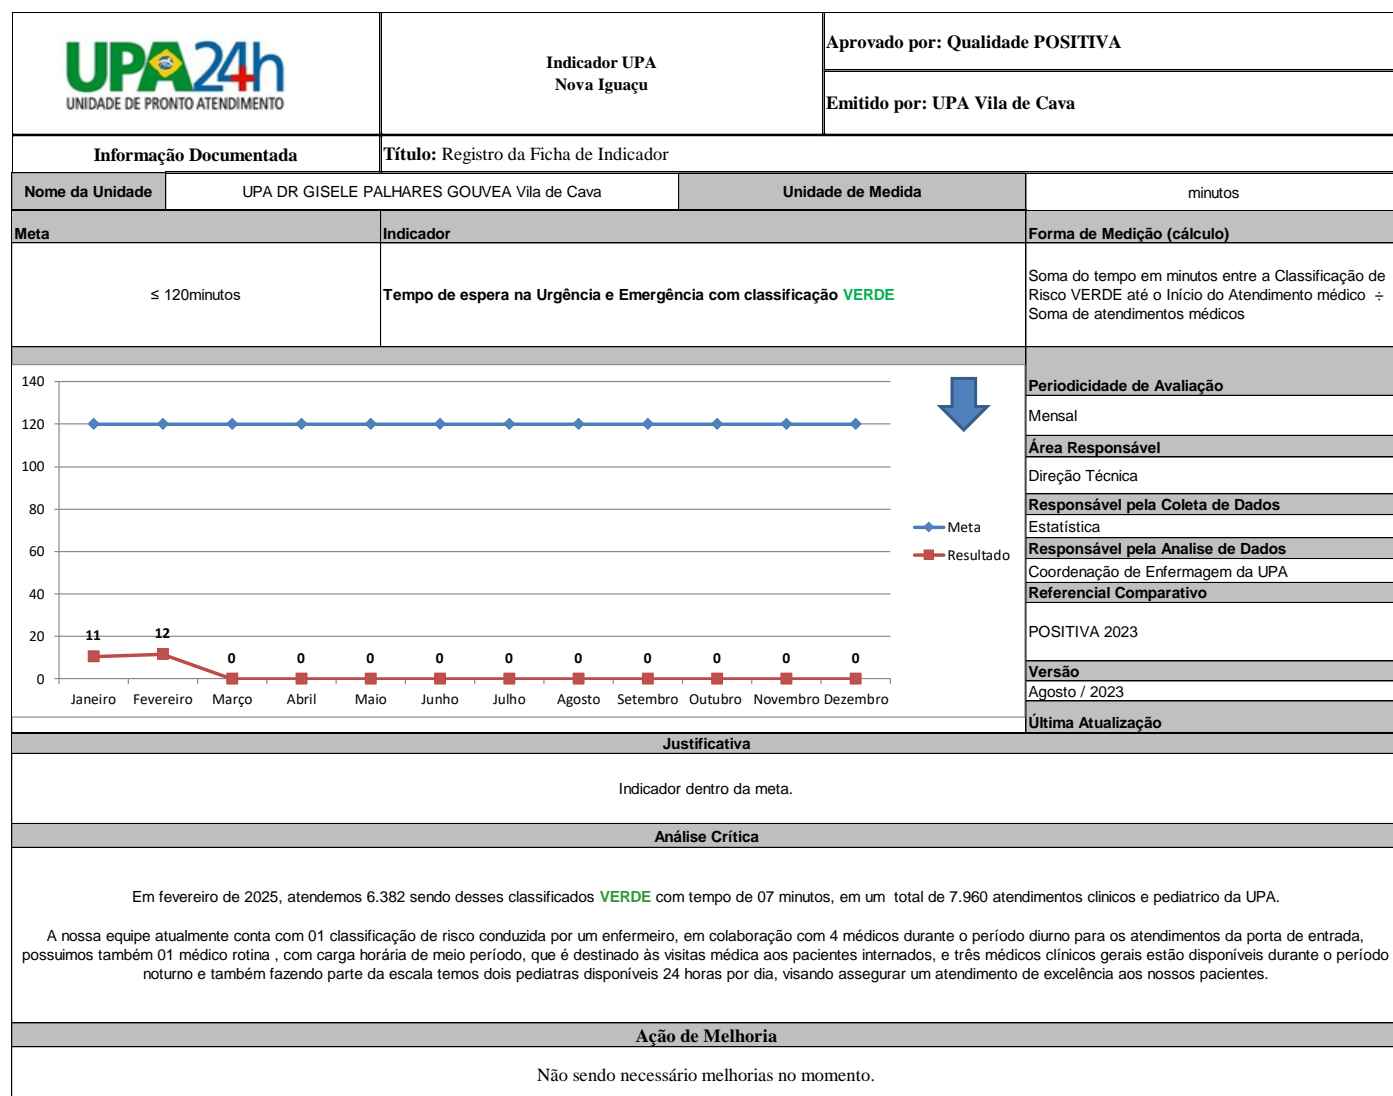 UPA24h
UNIDADE DE PRONTO ATENDIMENTO
Indicador UPA
Nova Iguaçu
Aprovado por: Qualidade POSITIVA
Emitido por: UPA Vila de Cava
Informação Documentada
Título: Registro da Ficha de Indicador
Nome da Unidade
UPA DR GISELE PALHARES GOUVEA Vila de Cava
Unidade de Medida
minutos
Meta
Indicador
Forma de Medição (cálculo)
≤ 120minutos
Tempo de espera na Urgência e Emergência com classificação VERDE
Soma do tempo em minutos entre a Classificação de
Risco VERDE até o Início do Atendimento médico ÷
Soma de atendimentos médicos
140
120
100
80
60
40
20
0
11 12 0 0 0 0 0 0 0 0 0 0
Janeiro Fevereiro Março Abril Maio Junho Julho Agosto Setembro Outubro Novembro Dezembro
Meta
Resultado
Periodicidade de Avaliação
Mensal
Área Responsável
Direção Técnica
Responsável pela Coleta de Dados
Estatística
Responsável pela Analise de Dados
Coordenação de Enfermagem da UPA
Referencial Comparativo
POSITIVA 2023
Versão
Agosto / 2023
Última Atualização
Justificativa
Indicador dentro da meta.
Análise Crítica
Em fevereiro de 2025, atendemos 6.382 sendo desses classificados VERDE com tempo de 07 minutos, em um total de 7.960 atendimentos clinicos e pediatrico da UPA.
A nossa equipe atualmente conta com 01 classificação de risco conduzida por um enfermeiro, em colaboração com 4 médicos durante o período diurno para os atendimentos da porta de entrada,
possuimos também 01 médico rotina , com carga horária de meio período, que é destinado às visitas médica aos pacientes internados, e três médicos clínicos gerais estão disponíveis durante o período
noturno e também fazendo parte da escala temos dois pediatras disponíveis 24 horas por dia, visando assegurar um atendimento de excelência aos nossos pacientes.
Ação de Melhoria
Não sendo necessário melhorias no momento.